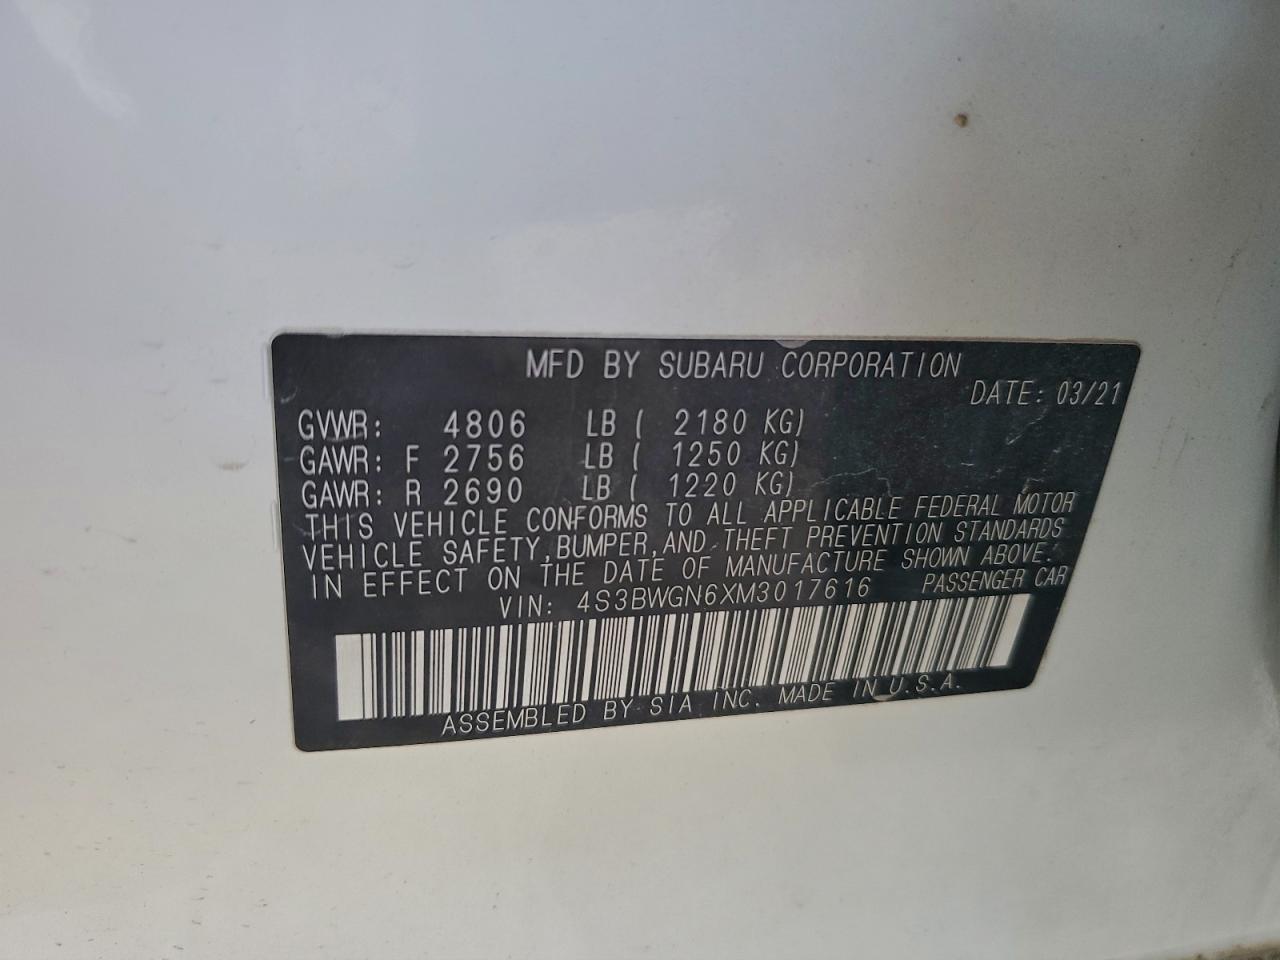 MFD BY SUBARU CORPORATION
DATE: 03/21
GVWR: 4806 LB ( 2180 KG)
GAWR: F 2756 LB ( 1250 KG)
GAWR: R 2690 LB ( 1220 KG)
THIS VEHICLE CONFORMS TO ALL APPLICABLE FEDERAL MOTOR
VEHICLE SAFETY,BUMPER,AND THEFT PREVENTION STANDARDS
IN EFFECT ON THE DATE OF MANUFACTURE SHOWN ABOVE.
VIN: 4S3BWGN6XM3017616 PASSENGER CAR
ASSEMBLED BY SIA INC. MADE IN U.S.A.